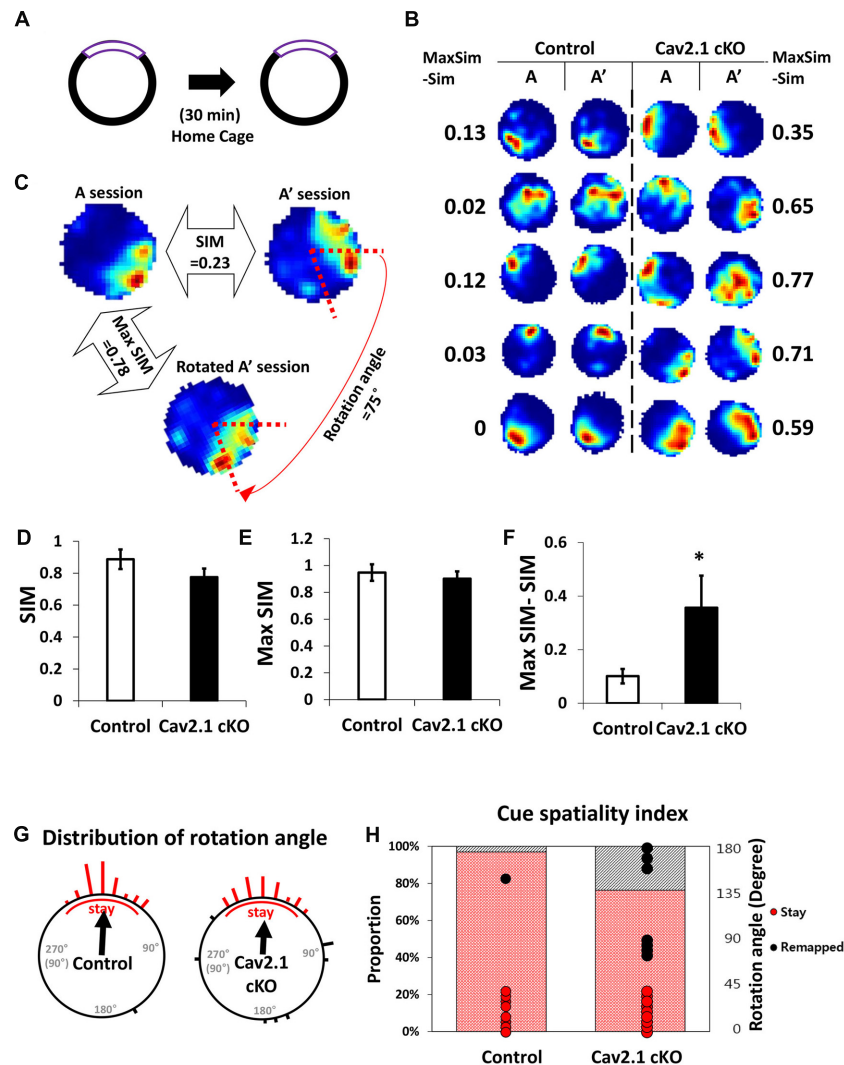 A
(30 min)
Home Cage
B
MaxSim
-Sim
Control
Cav2.1 cKO
MaxSim
-Sim
A
A'
A
A'
0.13
0.35
0.02
0.65
0.12
0.77
0.03
0.71
0
0.59
C
A session
A' session
SIM
=0.23
Max SIM
=0.78
Rotated A' session
Rotation angle
=75°
D
SIM
1
0.8
0.6
0.4
0.2
0
Control
Cav2.1 cKO
E
Max SIM
1.2
1
0.8
0.6
0.4
0.2
0
Control
Cav2.1 cKO
F
Max SIM- SIM
0.6
0.4
0.2
0
*
Control
Cav2.1 cKO
G
Distribution of rotation angle
stay
270°
(90°)
90°
Control
180°
stay
270°
(90°)
90°
Cav2.1
cKO
180°
H
Cue spatiality index
Proportion
100%
80%
60%
40%
20%
0%
180
135
90
45
0
Rotation angle (Degree)
Stay
Remapped
Control
Cav2.1 cKO